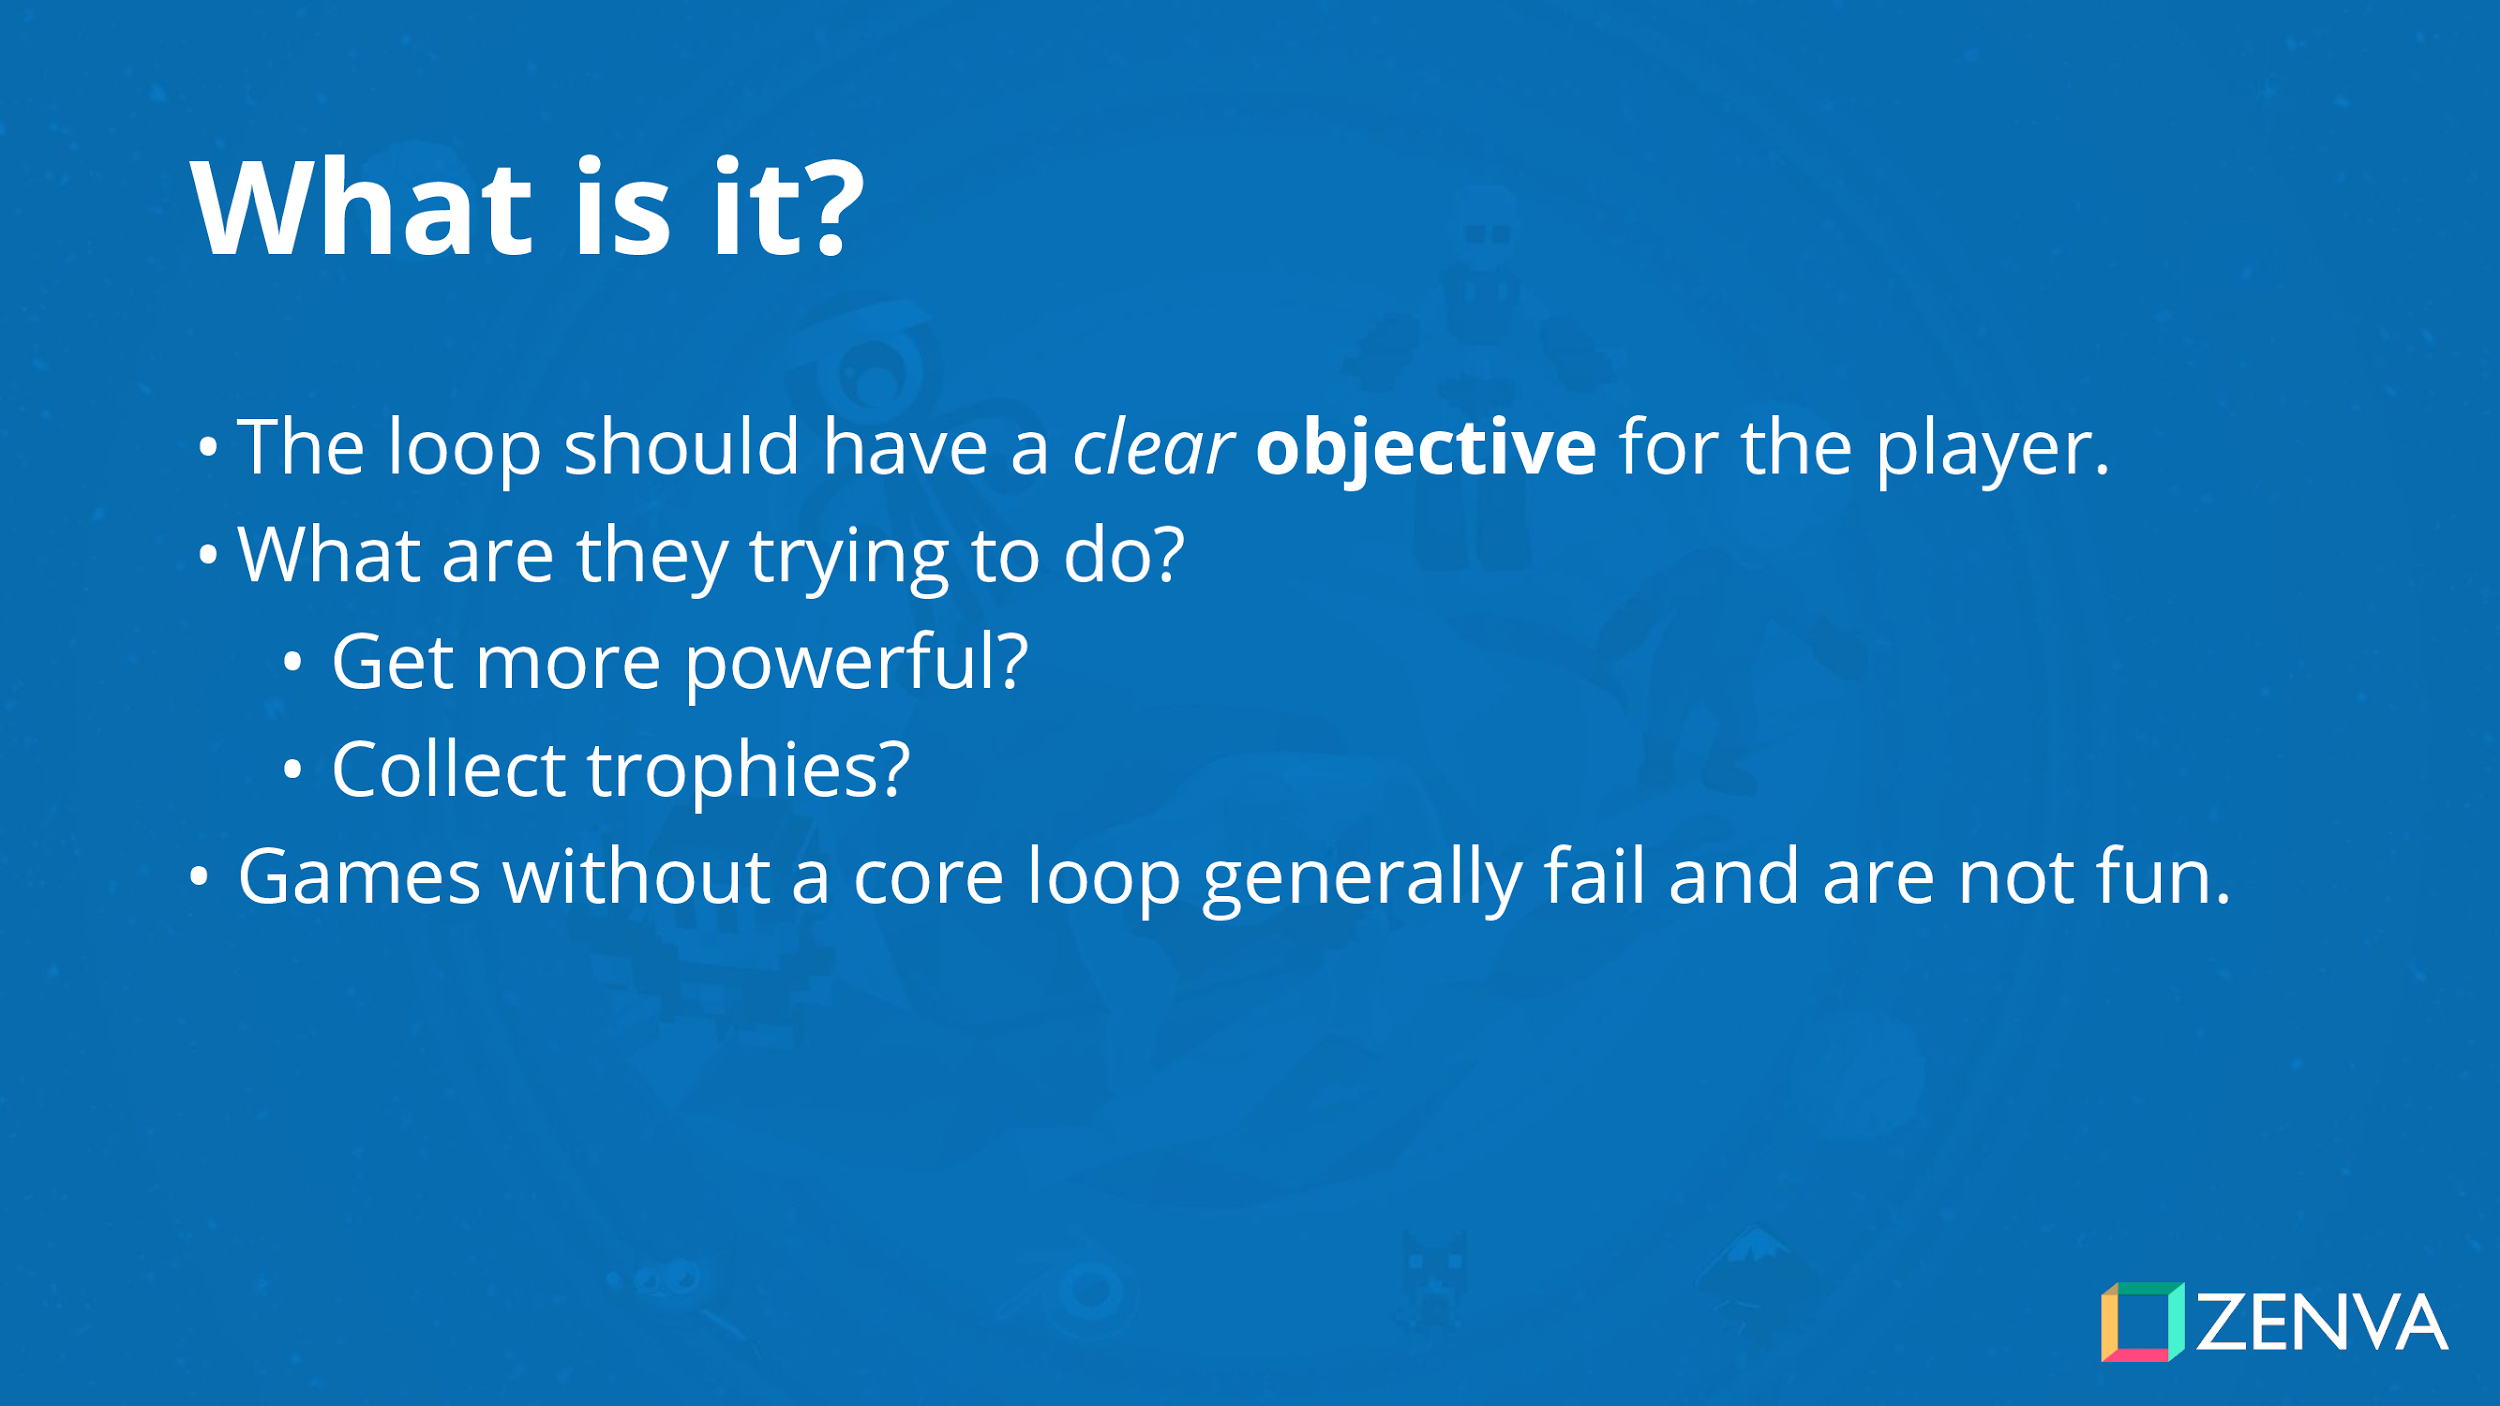 What is it?
• The loop should have a clear objective for the player.
• What are they trying to do?
• Get more powerful?
• Collect trophies?
• Games without a core loop generally fail and are not fun.
ZENVA